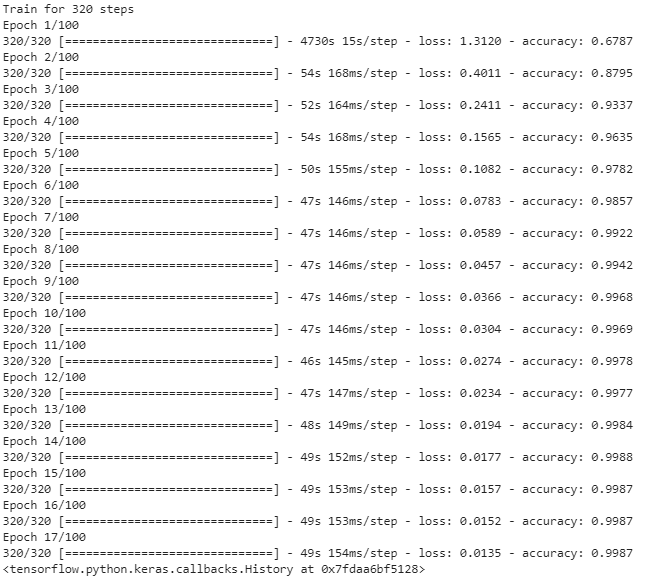 Train for 320 steps
Epoch 1/100
320/320 [==============================] - 4730s 15s/step - loss: 1.3120 - accuracy: 0.6787
Epoch 2/100
320/320 [==============================] - 54s 168ms/step - loss: 0.4011 - accuracy: 0.8795
Epoch 3/100
320/320 [==============================] - 52s 164ms/step - loss: 0.2411 - accuracy: 0.9337
Epoch 4/100
320/320 [==============================] - 54s 168ms/step - loss: 0.1565 - accuracy: 0.9635
Epoch 5/100
320/320 [==============================] - 50s 155ms/step - loss: 0.1082 - accuracy: 0.9782
Epoch 6/100
320/320 [==============================] - 47s 146ms/step - loss: 0.0783 - accuracy: 0.9857
Epoch 7/100
320/320 [==============================] - 47s 146ms/step - loss: 0.0589 - accuracy: 0.9922
Epoch 8/100
320/320 [==============================] - 47s 146ms/step - loss: 0.0457 - accuracy: 0.9942
Epoch 9/100
320/320 [==============================] - 47s 146ms/step - loss: 0.0366 - accuracy: 0.9968
Epoch 10/100
320/320 [==============================] - 47s 146ms/step - loss: 0.0304 - accuracy: 0.9969
Epoch 11/100
320/320 [==============================] - 46s 145ms/step - loss: 0.0274 - accuracy: 0.9978
Epoch 12/100
320/320 [==============================] - 47s 147ms/step - loss: 0.0234 - accuracy: 0.9977
Epoch 13/100
320/320 [==============================] - 48s 149ms/step - loss: 0.0194 - accuracy: 0.9984
Epoch 14/100
320/320 [==============================] - 49s 152ms/step - loss: 0.0177 - accuracy: 0.9988
Epoch 15/100
320/320 [==============================] - 49s 153ms/step - loss: 0.0157 - accuracy: 0.9987
Epoch 16/100
320/320 [==============================] - 49s 153ms/step - loss: 0.0152 - accuracy: 0.9987
Epoch 17/100
320/320 [==============================] - 49s 154ms/step - loss: 0.0135 - accuracy: 0.9987
<tensorflow.python.keras.callbacks.History at 0x7fdaa6bf5128>